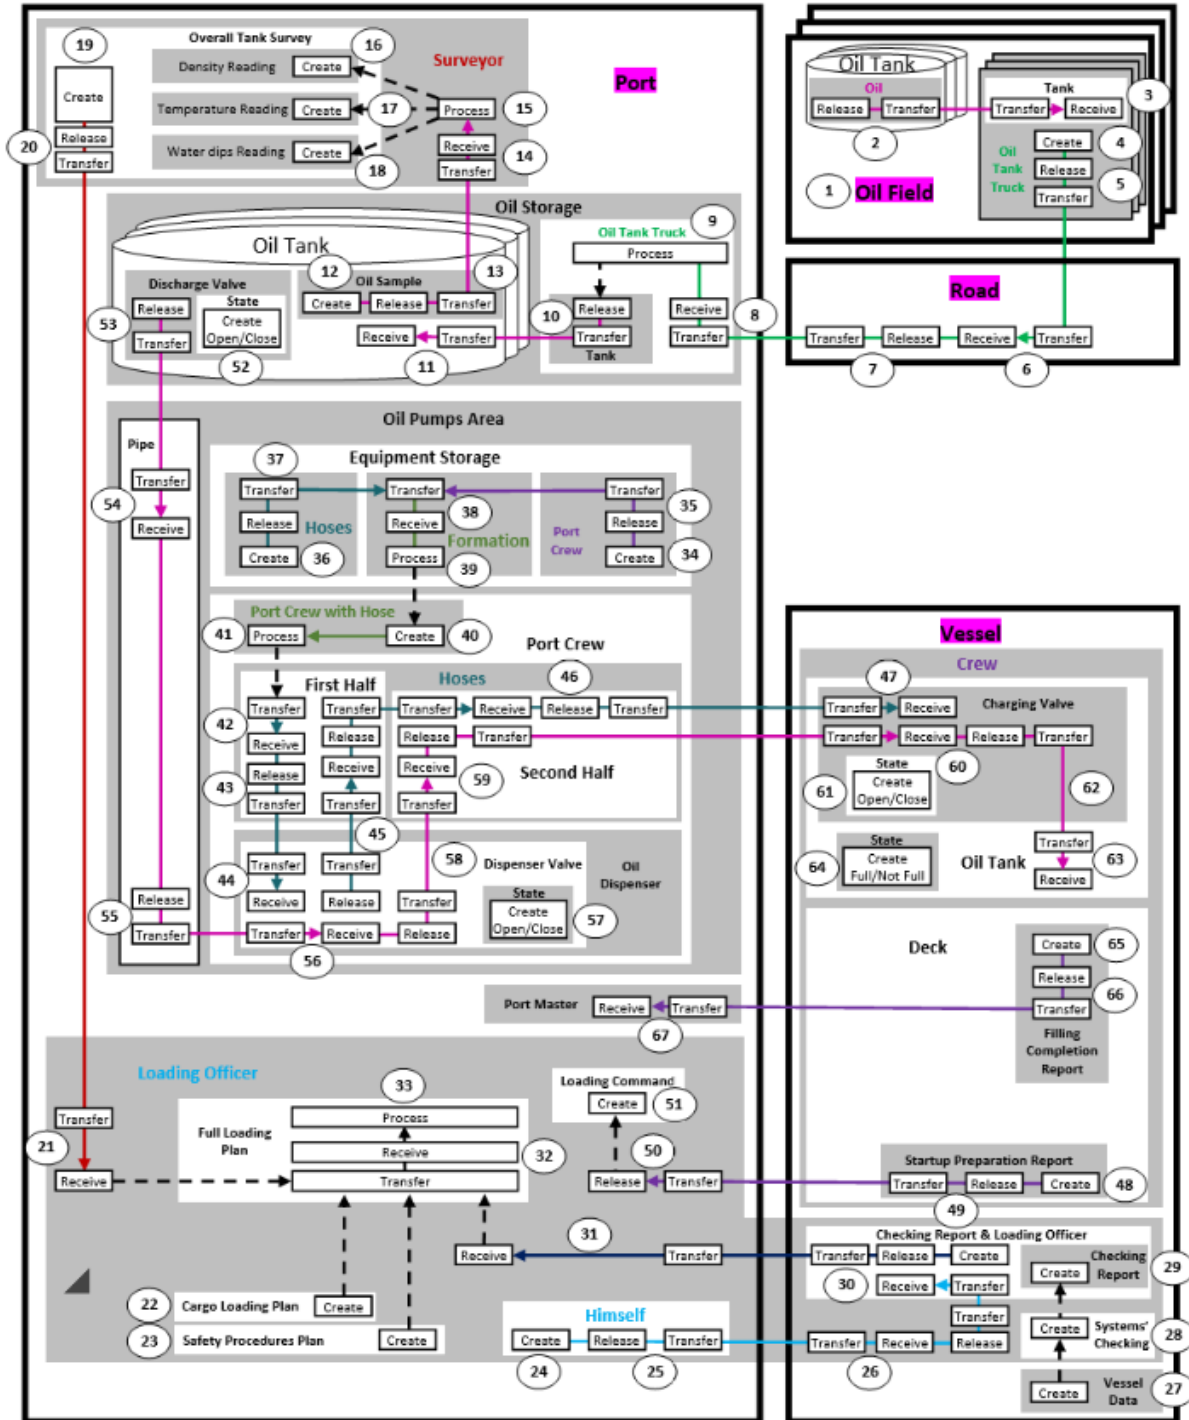 19
Create
Release
20
Transfer
Overall Tank Survey
16
Density Reading
Create
Surveyor
Temperature Reading
Create
17
Process
15
Water dips Reading
Create
18
Receive
14
Transfer
Port
Oil Tank
Oil
Release
Transfer
2
Tank
Transfer
Receive
3
Create
4
Oil
Tank
Truck
Release
5
Transfer
1
Oil Field
Road
Transfer
Release
Receive
Transfer
7
6
Oil Storage
Oil Tank
12
Oil Sample
13
Create
Release
Transfer
Discharge Valve
State
Release
53
Transfer
Create
Open/Close
52
Receive
Transfer
11
Oil Tank Truck
9
Process
10
Release
Transfer
Tank
Receive
8
Transfer
Oil Pumps Area
Pipe
Transfer
54
Receive
Release
55
Transfer
Equipment Storage
37
Transfer
Release
Hoses
Create
36
Transfer
38
Receive
Formation
Process
39
Transfer
35
Release
Port
Crew
Create
34
Port Crew with Hose
41
Process
Create
40
Port Crew
First Half
Hoses
46
Transfer
42
Receive
Release
43
Transfer
Transfer
Release
Receive
Transfer
45
Transfer
Receive
Release
Transfer
Release
Transfer
Receive
59
Second Half
Transfer
58
Transfer
44
Receive
Transfer
Release
Dispenser Valve
Oil
Dispenser
State
Create
Open/Close
57
Transfer
Transfer
Receive
Release
56
Vessel
Crew
47
Transfer
Receive
Charging Valve
Transfer
Receive
Release
Transfer
60
State
61
Create
Open/Close
62
State
64
Create
Full/Not Full
Oil Tank
Transfer
63
Receive
Deck
Create
65
Release
66
Transfer
Filling
Completion
Report
Port Master
Receive
Transfer
67
Loading Officer
Transfer
21
Receive
33
Process
Full Loading
Plan
Receive
32
Transfer
Loading Command
Create
51
50
Release
Transfer
Startup Preparation Report
Transfer
Release
Create
48
49
31
Receive
Transfer
Checking Report & Loading Officer
Transfer
Release
Create
30
Receive
Transfer
Transfer
Checking
Report
29
Create
22
Cargo Loading Plan
Create
23
Safety Procedures Plan
Create
Himself
Create
Release
Transfer
24
25
Transfer
Receive
Release
26
Create
Systems'
Checking
28
Create
Vessel
Data
27